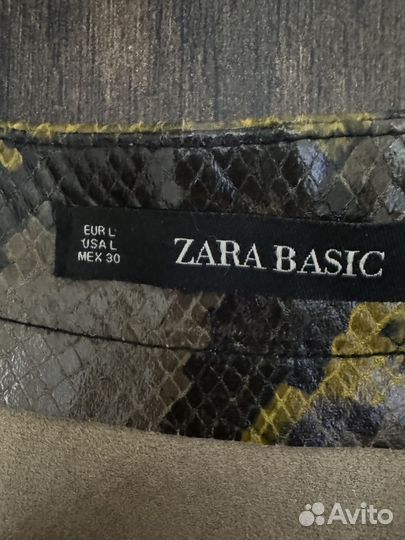 EUR L
USA L
MEX 30
ZARA BASIC
Avito